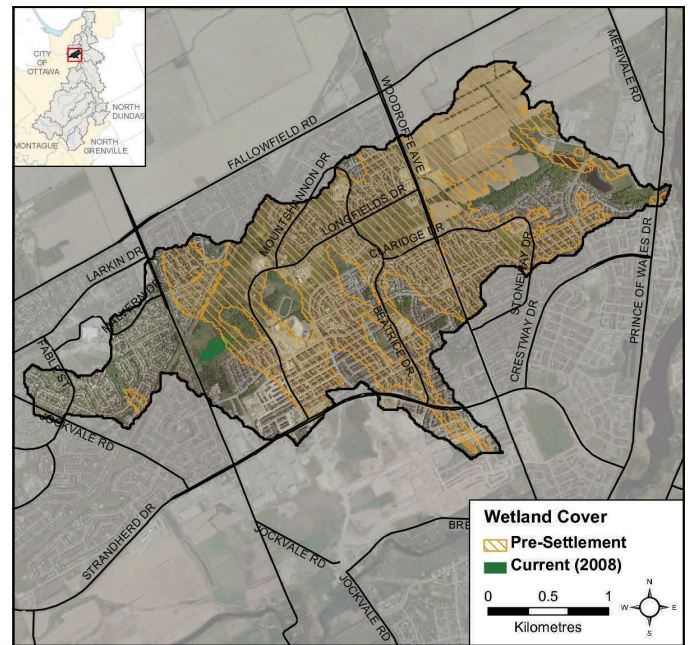 CITY
OF
OTTAWA
NORTH
DUNDAS
MONTAGUE
NORTH
GRENVILLE
MERIVALE RD
WOODROFFE AVE
FALLOWFIELD RD
MOUNTSHANNON DR
LONGFIELDS DR
CLARIDGE DR
LARKIN DR
STONEWAY DR
PRINCE OF WALES DR
BEATRICE DR
CRESTWAY DR
FABLE ST
JOCKVALE RD
STRANDHERD DR
JOCKVALE RD
JOCKVALE RD
Wetland Cover
Pre-Settlement
Current (2008)
0 0.5 1
Kilometres
N
W E
S